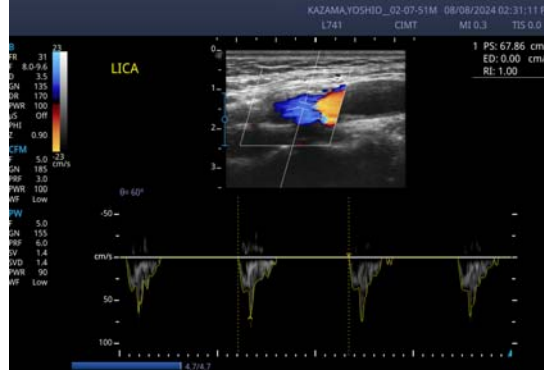 KAZAMA,YOSHIO__02-07-51M 08/08/2024 02:31:11 P
L741 CIMT MI 0.3 TIS 0.0
B
FR 31
F 8.0-9.6
D 3.5
GN 135
DR 170
PWR 100
µS Off
PHI
Z 0.90
CFM
F 5.0
GN 185
PRF 3.0
PWR 100
WF Low
PW
F 5.0
GN 155
PRF 6.0
SV 1.4
SVD 1.4
PWR 90
WF Low
23
-23
cm/s
LICA
0
1
2
3
1 PS: 67.86 cm
ED: 0.00 cm/
RI: 1.00
θ= 60°
-50
cm/s
50
100
4.7/4.7